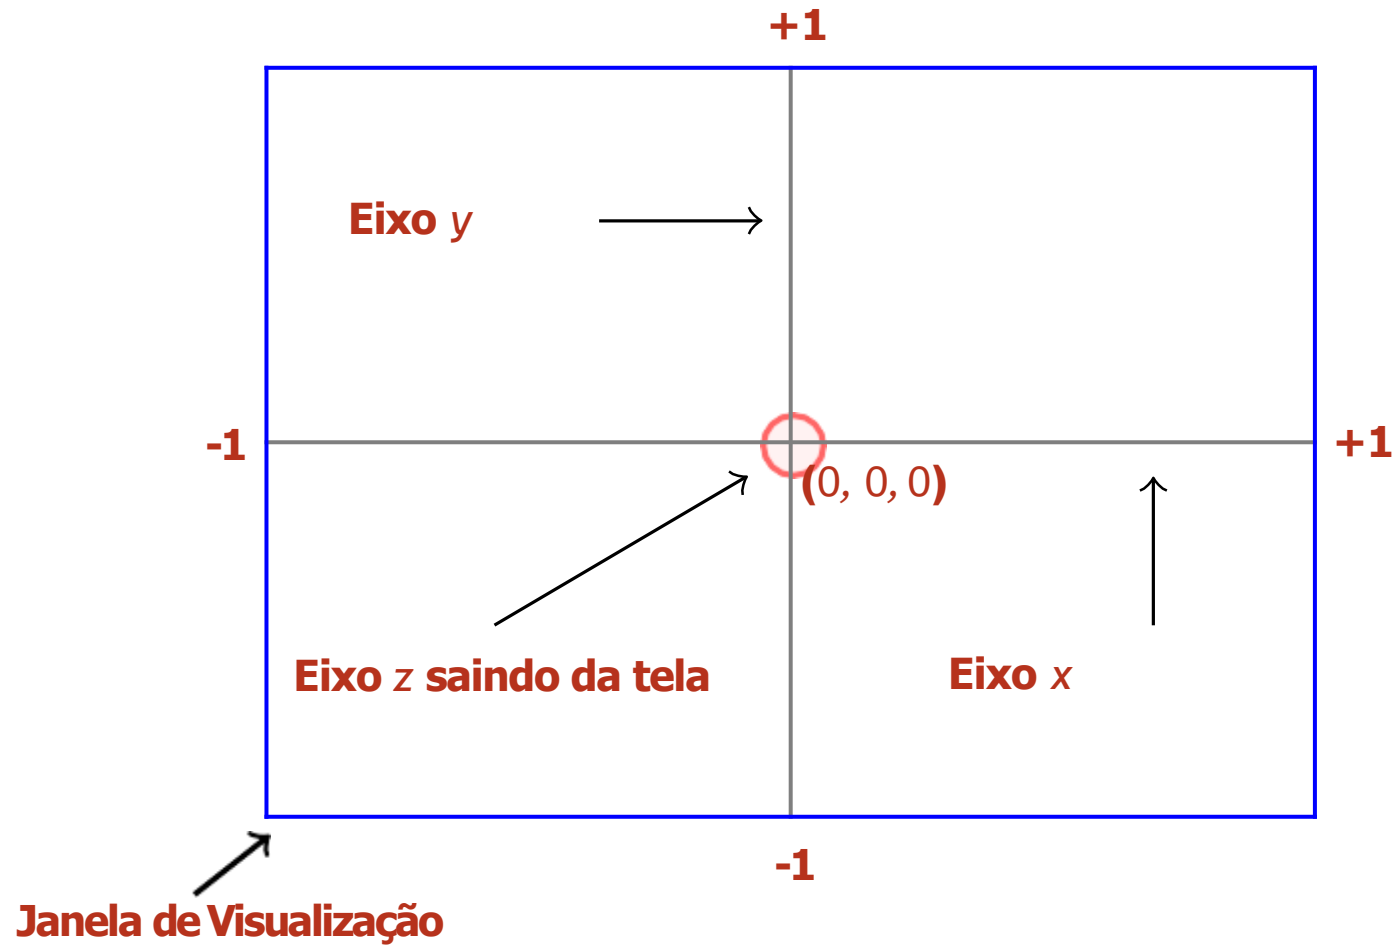 +1
Eixo y
-1
+1
(0, 0, 0)
Eixo z saindo da tela
Eixo x
-1
Janela de Visualização